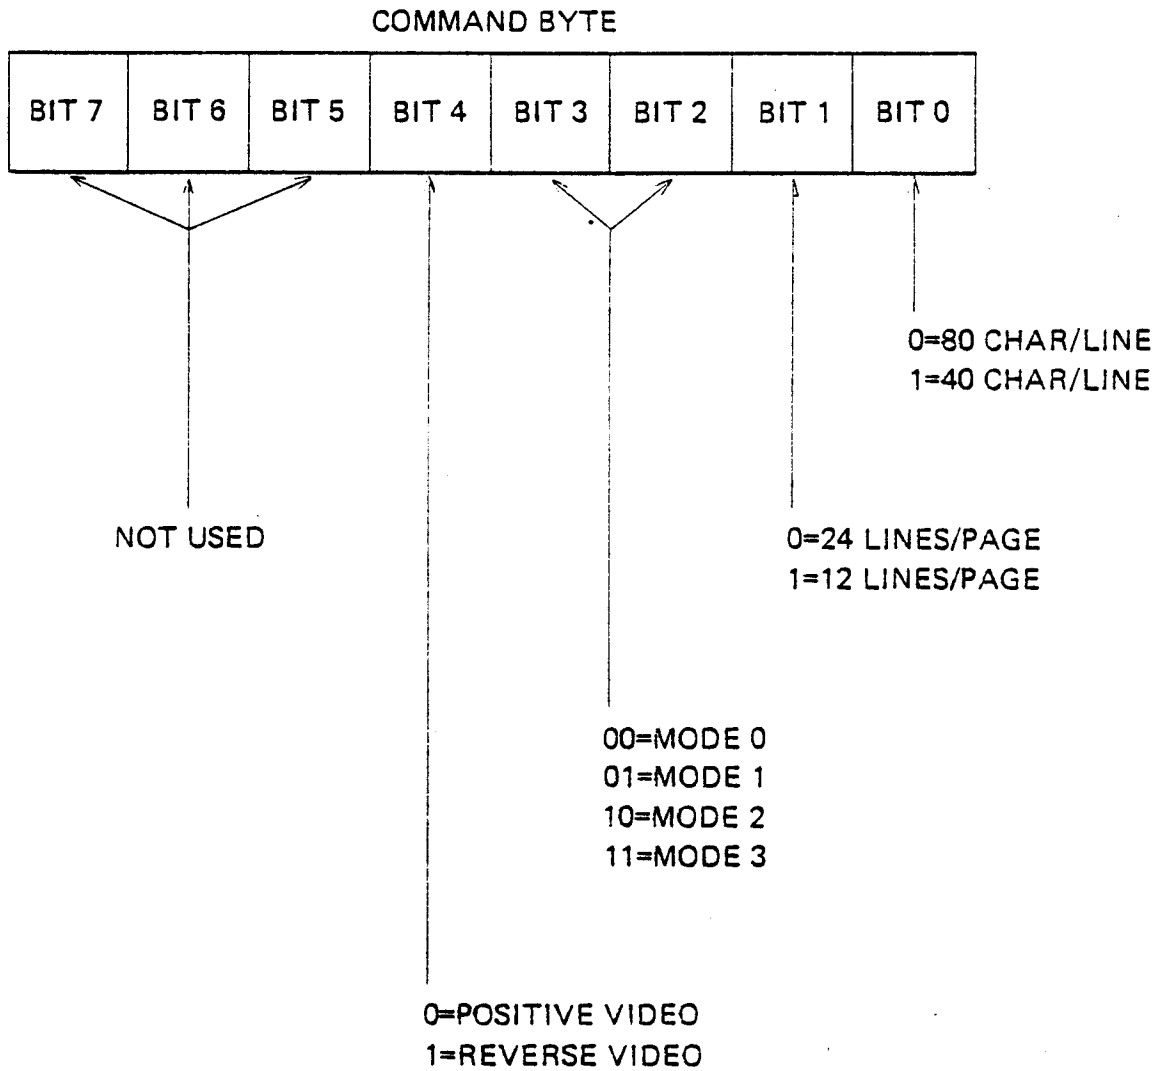 COMMAND BYTE
BIT 7 BIT 6 BIT 5 BIT 4 BIT 3 BIT 2 BIT 1 BIT 0
0=80 CHAR/LINE
1=40 CHAR/LINE
NOT USED
0=24 LINES/PAGE
1=12 LINES/PAGE
00=MODE 0
01=MODE 1
10=MODE 2
11=MODE 3
0=POSITIVE VIDEO
1=REVERSE VIDEO